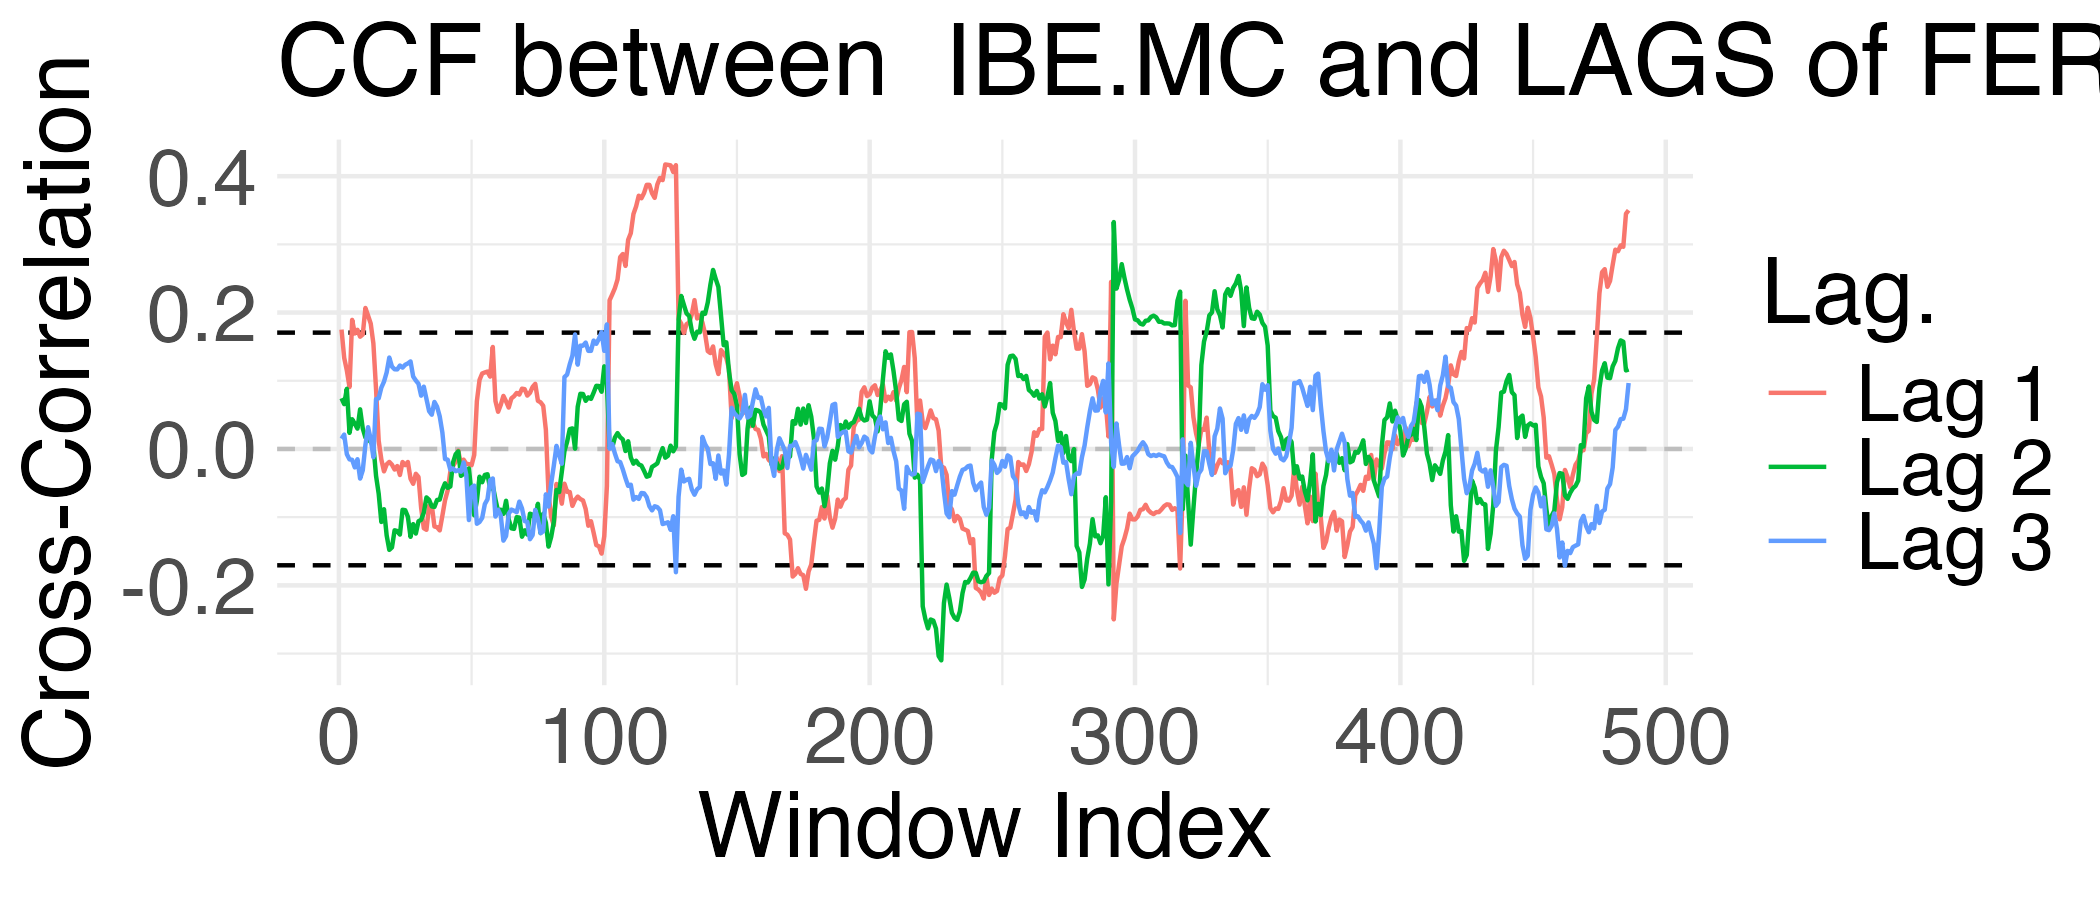 CCF between  IBE.MC and LAGS of FER
Cross-Correlation
0.4
0.2
0.0
-0.2
0 100 200 300 400 500
Window Index
Lag.
Lag 1
Lag 2
Lag 3